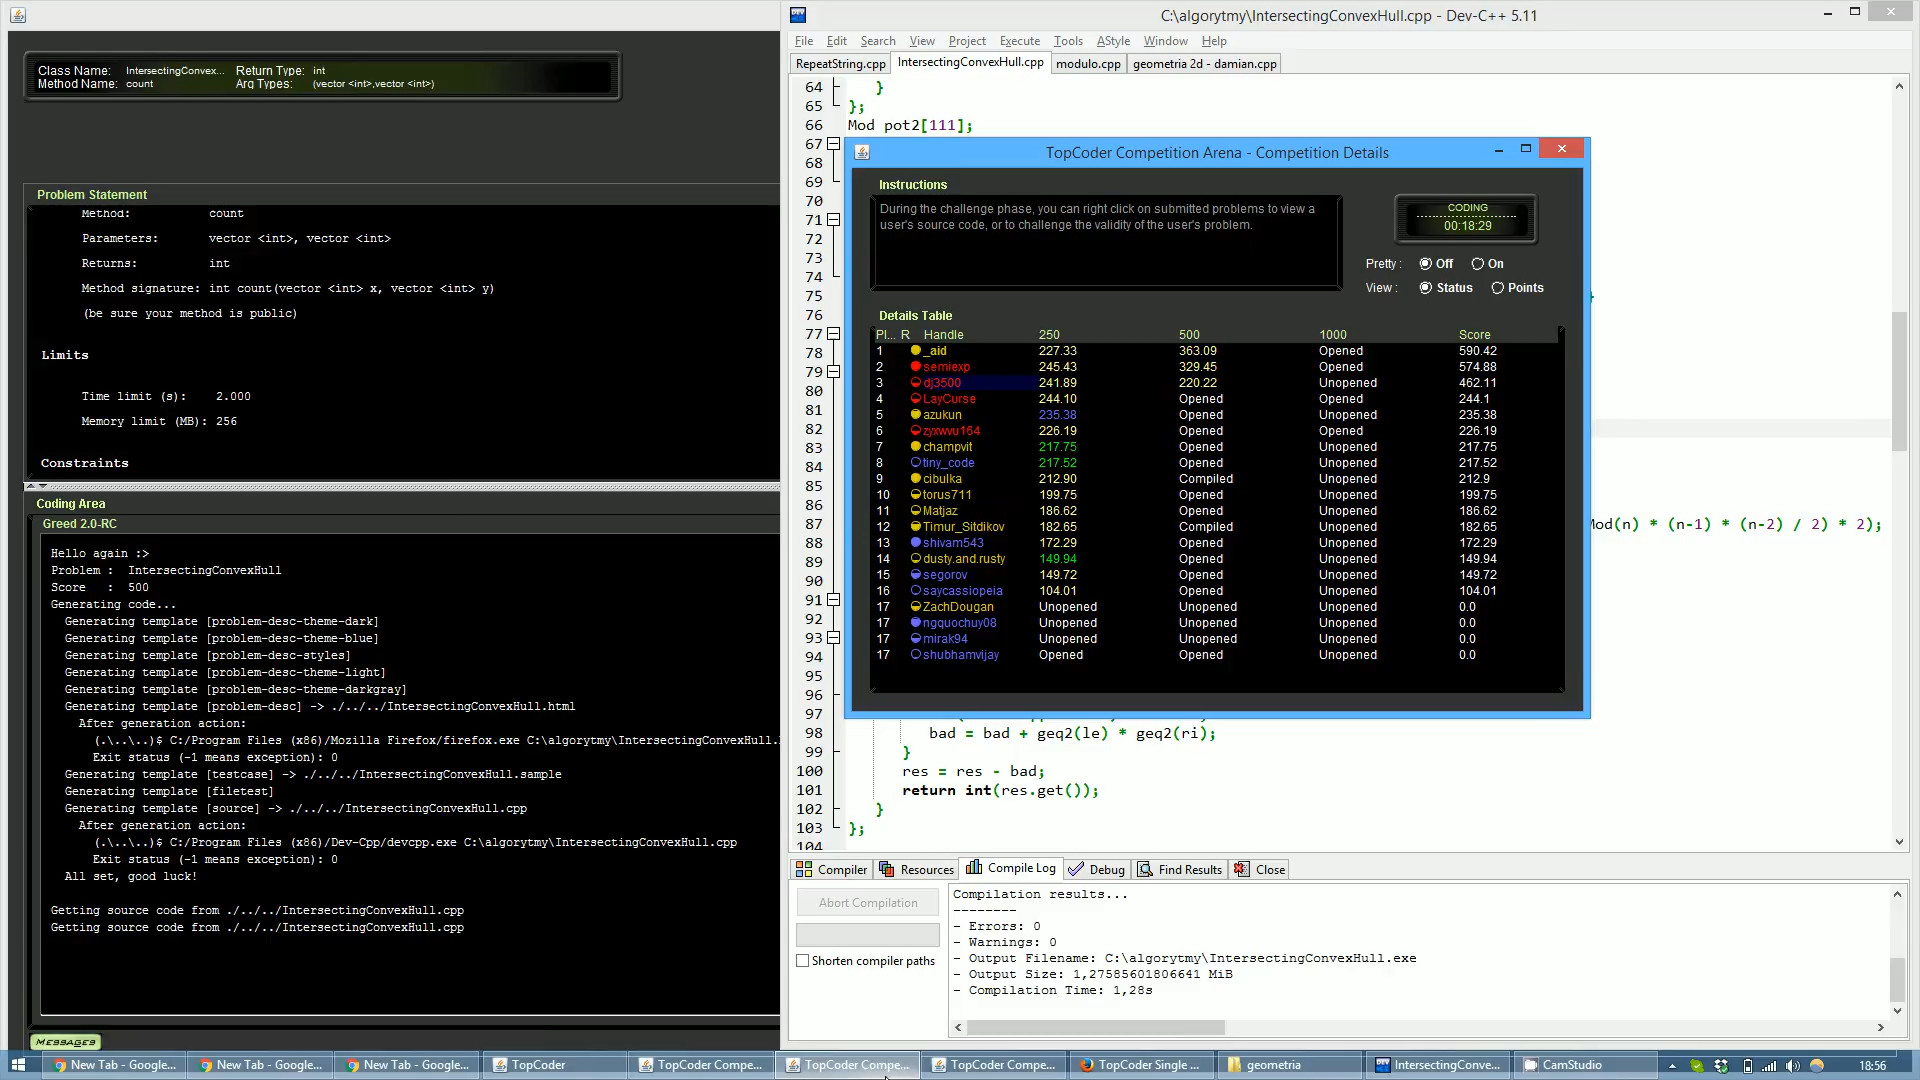 Class Name: IntersectingConvex... Return Type: int
Method Name: count Arg Types: (vector <int>,vector <int>)
Problem Statement
Method: count
Parameters: vector <int>, vector <int>
Returns: int
Method signature: int count(vector <int> x, vector <int> y)
(be sure your method is public)
Limits
Time limit (s): 2.000
Memory limit (MB): 256
Constraints
Coding Area
Greed 2.0-RC
Hello again :>
Problem : IntersectingConvexHull
Score : 500
Generating code...
Generating template [problem-desc-theme-dark]
Generating template [problem-desc-theme-blue]
Generating template [problem-desc-styles]
Generating template [problem-desc-theme-light]
Generating template [problem-desc-theme-darkgray]
Generating template [problem-desc] -> ./../../IntersectingConvexHull.html
After generation action:
(.\..\..)$ C:/Program Files (x86)/Mozilla Firefox/firefox.exe C:\algorytmy\IntersectingConvexHull.
Exit status (-1 means exception): 0
Generating template [testcase] -> ./../../IntersectingConvexHull.sample
Generating template [filetest]
Generating template [source] -> ./../../IntersectingConvexHull.cpp
After generation action:
(.\..\..)$ C:/Program Files (x86)/Dev-Cpp/devcpp.exe C:\algorytmy\IntersectingConvexHull.cpp
Exit status (-1 means exception): 0
All set, good luck!
Getting source code from ./../../IntersectingConvexHull.cpp
Getting source code from ./../../IntersectingConvexHull.cpp
MESSAGES
C:\algorytmy\IntersectingConvexHull.cpp - Dev-C++ 5.11
File Edit Search View Project Execute Tools AStyle Window Help
RepeatString.cpp IntersectingConvexHull.cpp modulo.cpp geometria 2d - damian.cpp
64 }
65 };
66 Mod pot2[111];
67
68
69
70
71
72
73
74
75
76
77
78
79
80
81
82
83
84
85
86
87 Mod(n) * (n-1) * (n-2) / 2) * 2);
88
89
90
91
92
93
94
95
96
97
98 bad = bad + geq2(le) * geq2(ri);
99 }
100 res = res - bad;
101 return int(res.get());
102 }
103 };
104
TopCoder Competition Arena - Competition Details
Instructions
During the challenge phase, you can right click on submitted problems to view a
user's source code, or to challenge the validity of the user's problem.
CODING
00:18:29
Pretty : Off On
View : Status Points
Details Table
Pl... R Handle 250 500 1000 Score
1 _aid 227.33 363.09 Opened 590.42
2 semiexp 245.43 329.45 Opened 574.88
3 dj3500 241.89 220.22 Unopened 462.11
4 LayCurse 244.10 Opened Opened 244.1
5 azukun 235.38 Opened Unopened 235.38
6 zyxwvu164 226.19 Opened Opened 226.19
7 champvit 217.75 Opened Unopened 217.75
8 tiny_code 217.52 Opened Unopened 217.52
9 cibulka 212.90 Compiled Unopened 212.9
10 torus711 199.75 Opened Unopened 199.75
11 Matjaz 186.62 Opened Unopened 186.62
12 Timur_Sitdikov 182.65 Compiled Unopened 182.65
13 shivam543 172.29 Opened Unopened 172.29
14 dusty.and.rusty 149.94 Opened Unopened 149.94
15 segorov 149.72 Opened Unopened 149.72
16 saycassiopeia 104.01 Opened Unopened 104.01
17 ZachDougan Unopened Unopened Unopened 0.0
17 ngquochuy08 Unopened Unopened Unopened 0.0
17 mirak94 Unopened Unopened Unopened 0.0
17 shubhamvijay Opened Opened Unopened 0.0
Compiler Resources Compile Log Debug Find Results Close
Abort Compilation
Shorten compiler paths
Compilation results...
--------
- Errors: 0
- Warnings: 0
- Output Filename: C:\algorytmy\IntersectingConvexHull.exe
- Output Size: 1,27585601806641 MiB
- Compilation Time: 1,28s
New Tab - Google... New Tab - Google... New Tab - Google... TopCoder TopCoder Compe... TopCoder Compe... TopCoder Compe... TopCoder Single ... geometria IntersectingConve... CamStudio 18:56